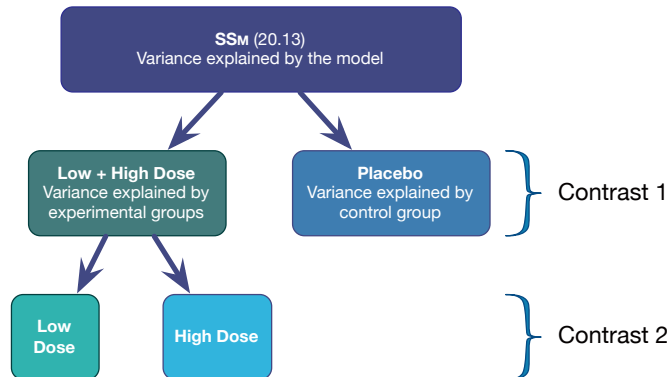 SSM (20.13)
Variance explained by the model
Low + High Dose
Variance explained by
experimental groups
Placebo
Variance explained by
control group
Contrast 1
Low
Dose
High Dose
Contrast 2